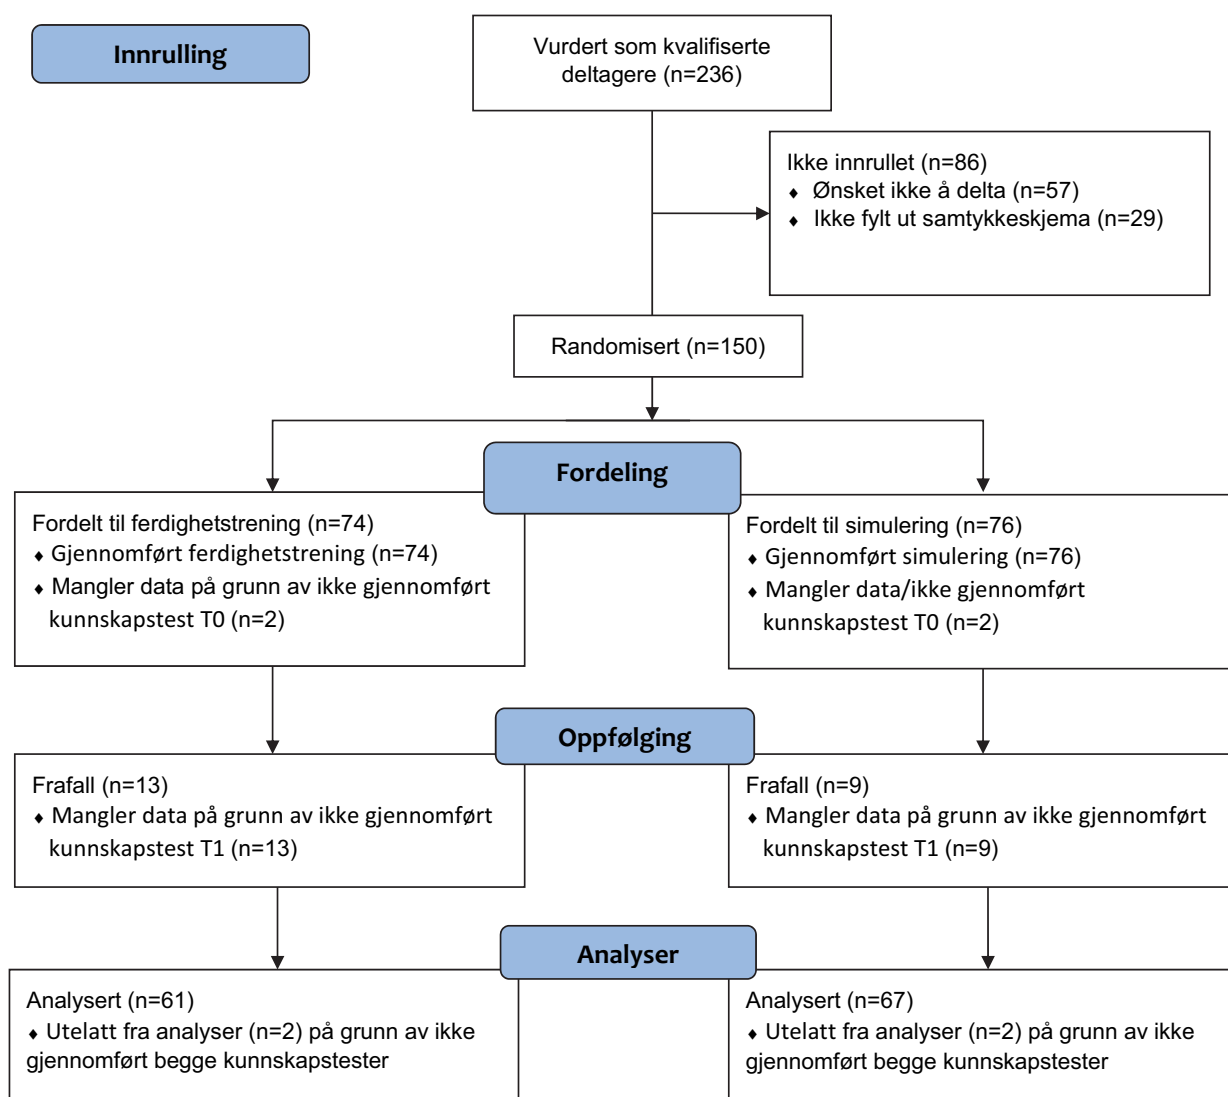 Innrulling
Vurdert som kvalifiserte
deltagere (n=236)
Ikke innrullet (n=86)
♦ Ønsket ikke å delta (n=57)
♦ Ikke fylt ut samtykkeskjema (n=29)
Randomisert (n=150)
Fordeling
Fordelt til ferdighetstrening (n=74)
♦ Gjennomført ferdighetstrening (n=74)
♦ Mangler data på grunn av ikke gjennomført
kunnskapstest T0 (n=2)
Fordelt til simulering (n=76)
♦ Gjennomført simulering (n=76)
♦ Mangler data/ikke gjennomført
kunnskapstest T0 (n=2)
Oppfølging
Frafall (n=13)
♦ Mangler data på grunn av ikke gjennomført
kunnskapstest T1 (n=13)
Frafall (n=9)
♦ Mangler data på grunn av ikke gjennomført
kunnskapstest T1 (n=9)
Analyser
Analysert (n=61)
♦ Utelatt fra analyser (n=2) på grunn av ikke
gjennomført begge kunnskapstester
Analysert (n=67)
♦ Utelatt fra analyser (n=2) på grunn av ikke
gjennomført begge kunnskapstester